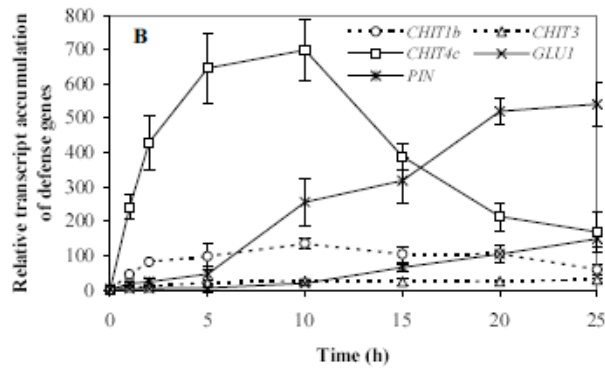 B
CHIT1b CHIT3
CHIT4c GLU1
PIN
Relative transcript accumulation
of defense genes
800
700
600
500
400
300
200
100
0
0 5 10 15 20 25
Time (h)